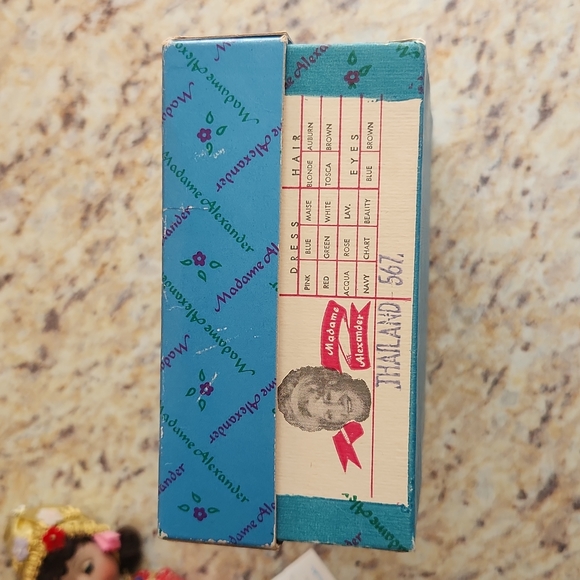 Madame Alexander
Madame Alexander
Madame Alexander
Madame Alexander
Madame Alexander
Madame Alexander
DRESS HAIR
PINK BLUE MAISE BLONDE AUBURN
RED GREEN WHITE TOSCA BROWN
ACQUA ROSE LAV. EYES
NAVY CHART BEALITY BLUE BROWN
Madame
Alexander
THAILAND 567